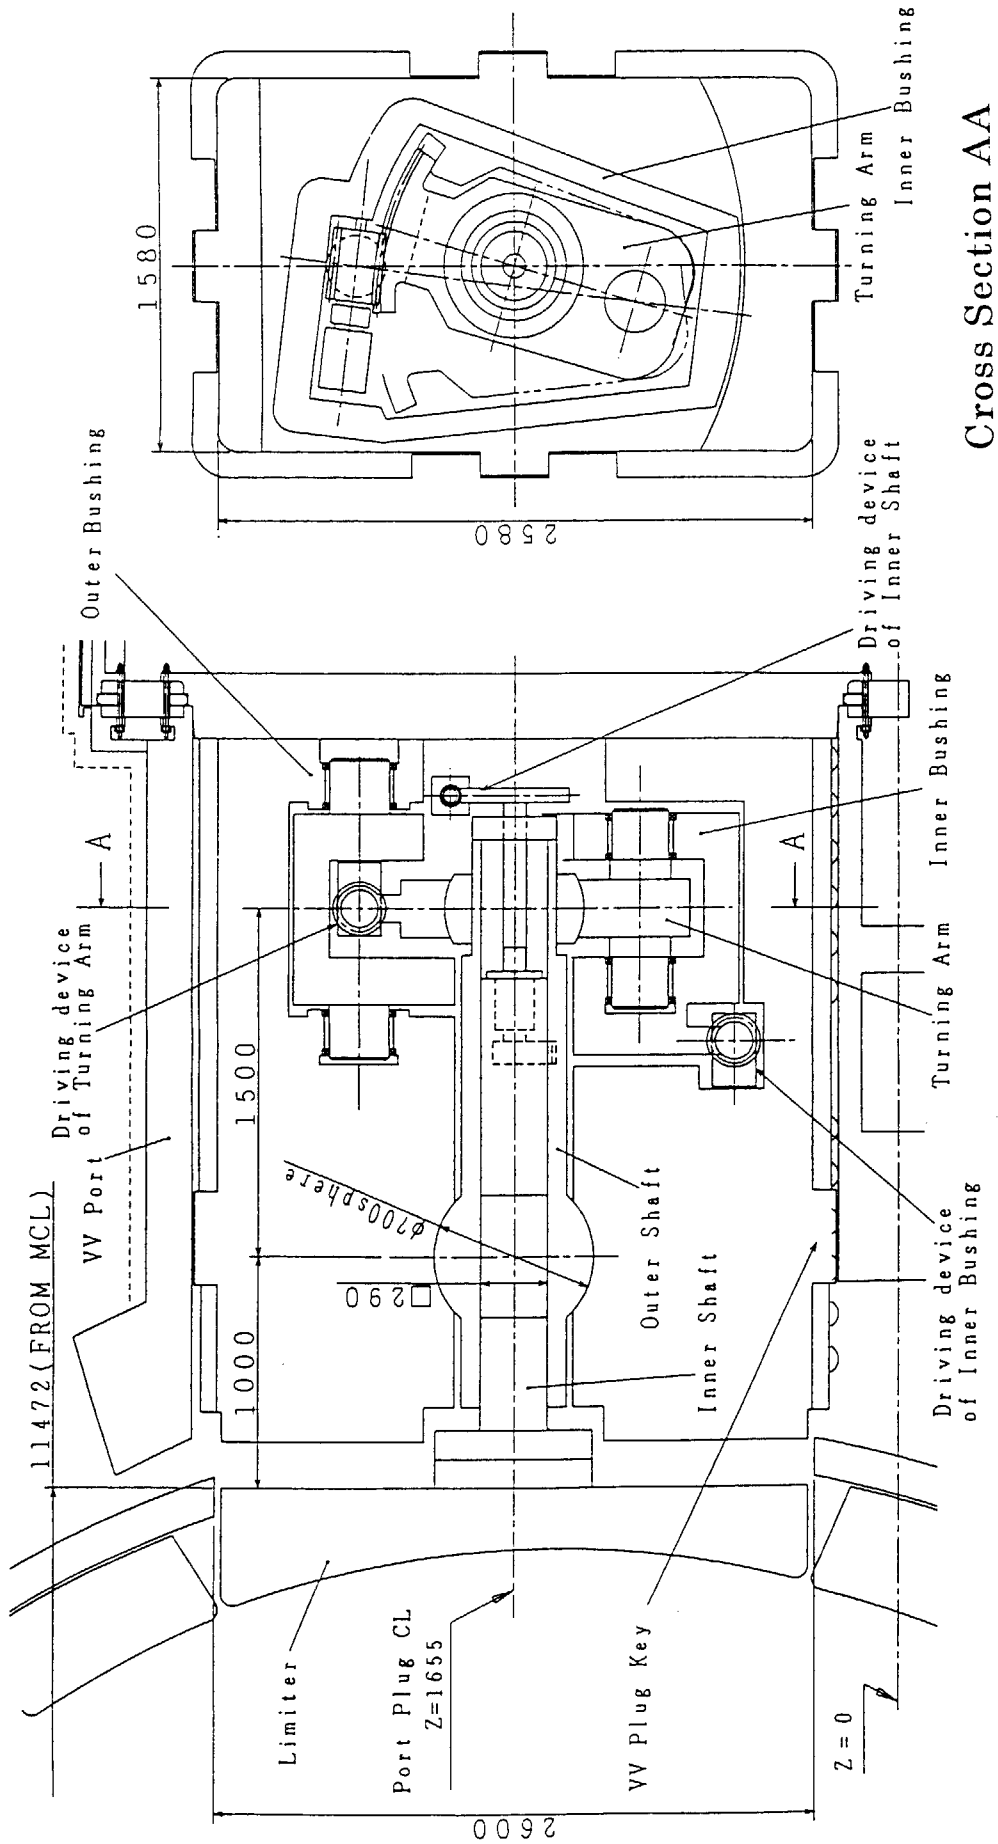 11472(FROM MCL)
VV Port
Driving device
of Turning Arm
A
Outer Bushing
1000
1500
□290
φ700sphere
Limiter
Port Plug CL
Z=1655
VV Plug Key
Z=0
2600
Inner Shaft
Outer Shaft
Driving device
of Inner Bushing
Turning Arm
Inner Bushing
A
Driving device
of Inner Shaft
1580
2580
Turning Arm
Inner Bushing
Cross Section AA